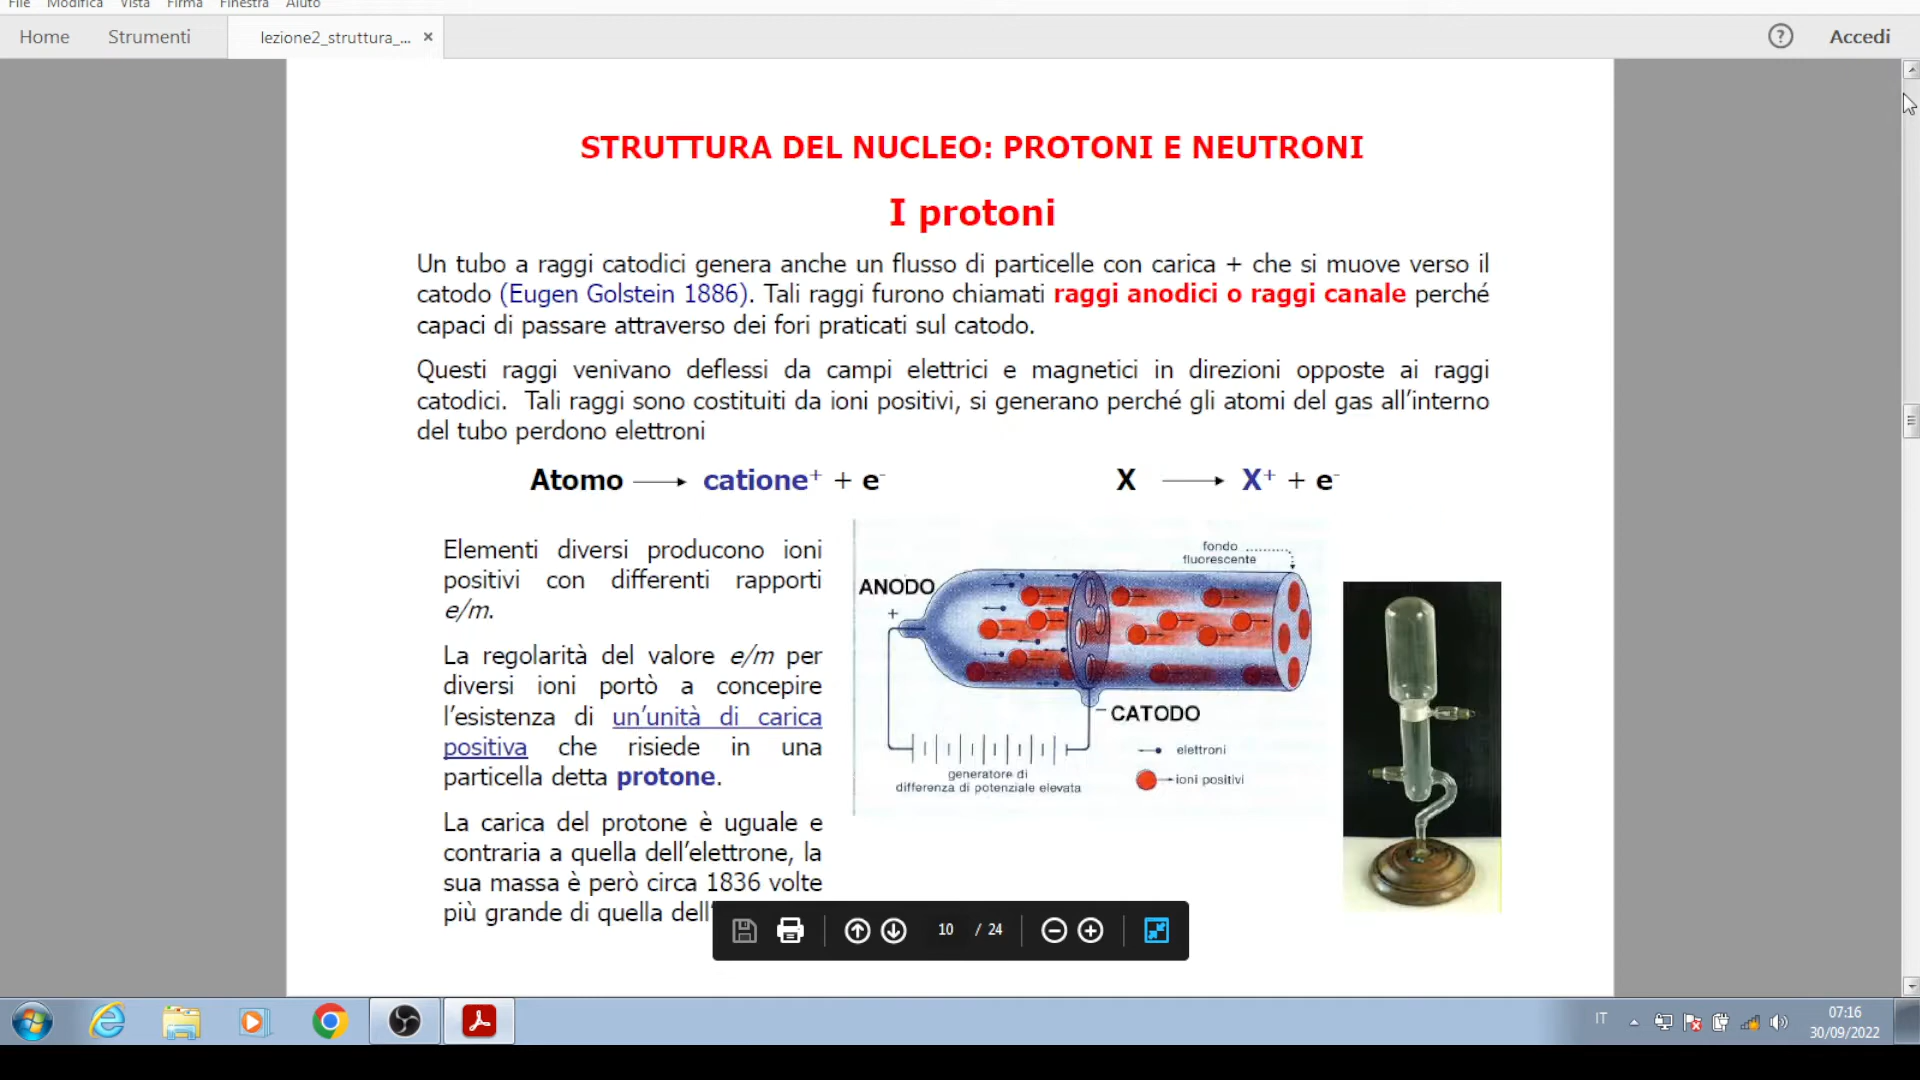 File Modifica Vista Firma Finestra Aiuto
Home Strumenti lezione2_struttura_... × ? Accedi
STRUTTURA DEL NUCLEO: PROTONI E NEUTRONI
I protoni
Un tubo a raggi catodici genera anche un flusso di particelle con carica + che si muove verso il
catodo (Eugen Golstein 1886). Tali raggi furono chiamati raggi anodici o raggi canale perché
capaci di passare attraverso dei fori praticati sul catodo.
Questi raggi venivano deflessi da campi elettrici e magnetici in direzioni opposte ai raggi
catodici. Tali raggi sono costituiti da ioni positivi, si generano perché gli atomi del gas all’interno
del tubo perdono elettroni
Atomo ⟶ catione⁺ + e⁻ X ⟶ X⁺ + e⁻
Elementi diversi producono ioni
positivi con differenti rapporti
e/m.
La regolarità del valore e/m per
diversi ioni portò a concepire
l’esistenza di un’unità di carica
positiva che risiede in una
particella detta protone.
La carica del protone è uguale e
contraria a quella dell’elettrone, la
sua massa è però circa 1836 volte
più grande di quella dell’
fondo
fluorescente
ANODO
+
− CATODO
elettroni
ioni positivi
generatore di
differenza di potenziale elevata
10 / 24
IT
07:16
30/09/2022